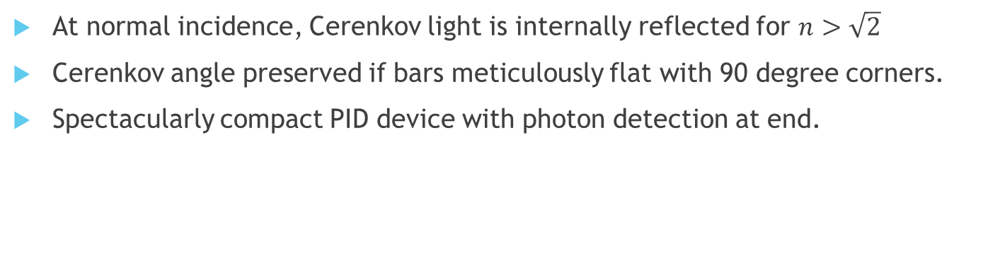 At normal incidence, Cerenkov light is internally reflected for n > √2
Cerenkov angle preserved if bars meticulously flat with 90 degree corners.
Spectacularly compact PID device with photon detection at end.